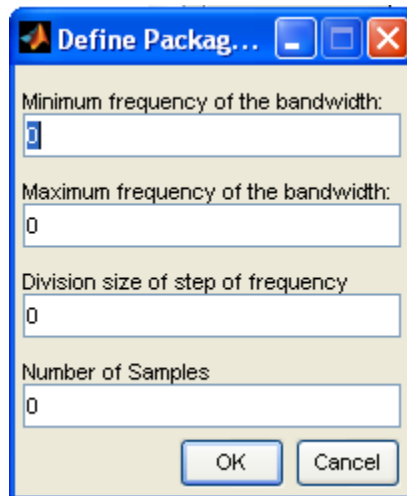 Define Packag...
Minimum frequency of the bandwidth:
0
Maximum frequency of the bandwidth:
0
Division size of step of frequency
0
Number of Samples
0
OK Cancel